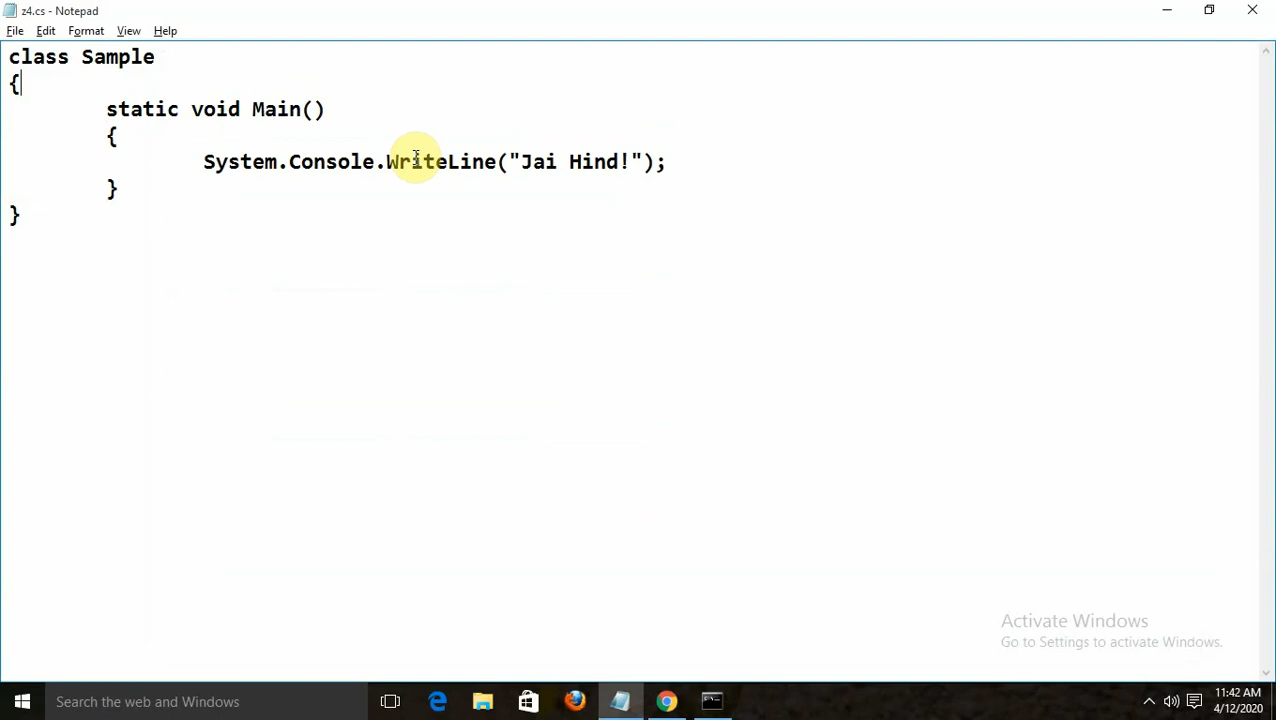 z4.cs - Notepad
File Edit Format View Help
class Sample
{
static void Main()
{
System.Console.WriteLine("Jai Hind!");
}
}
Activate Windows
Go to Settings to activate Windows.
Search the web and Windows
11:42 AM
4/12/2020